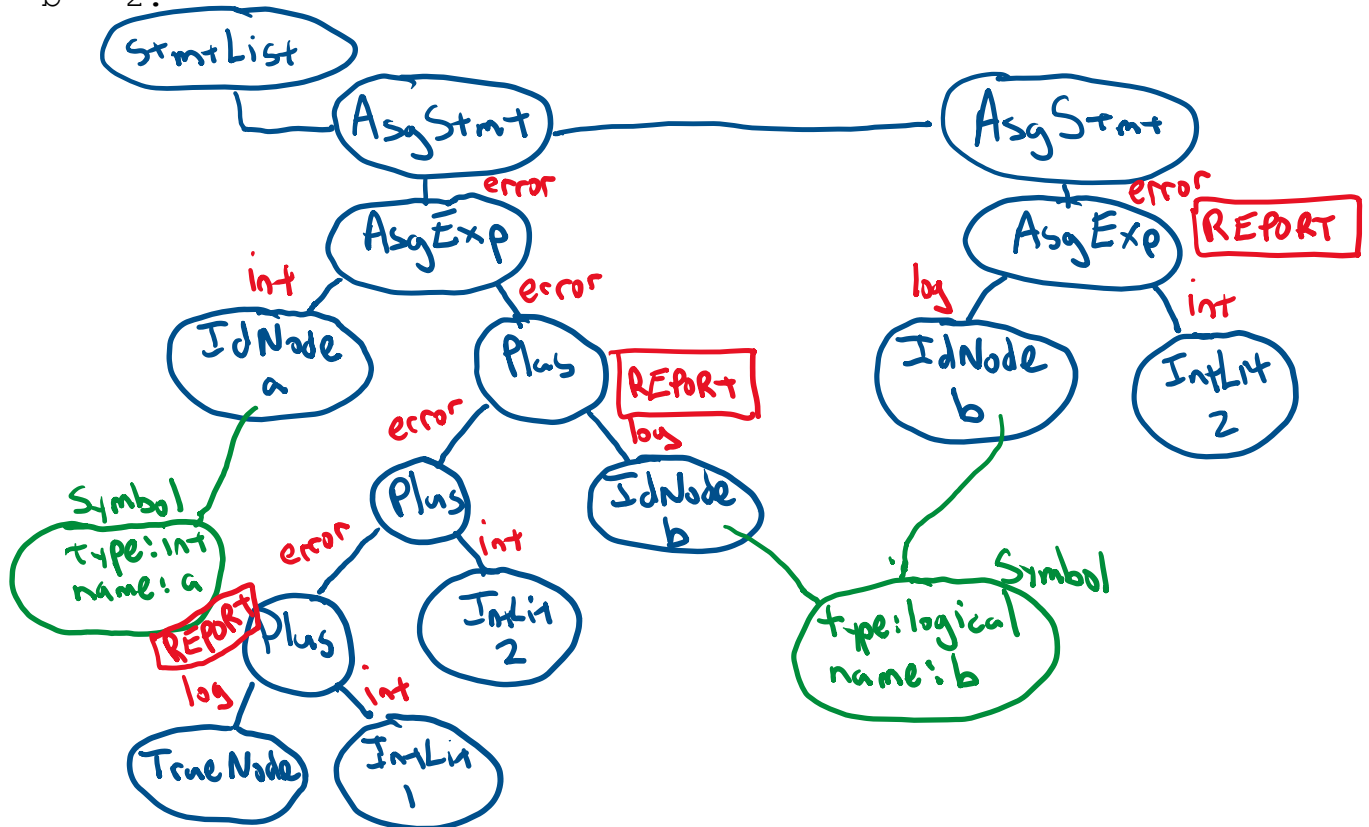 StmtList
AsgStmt
AsgStmt
error
error
AsgExp
AsgExp
REPORT
int
error
log
int
IdNode
a
Plus
REPORT
IdNode
b
IntLit
2
error
log
Symbol
Plus
IdNode
b
type:int
name:a
error
int
Symbol
REPORT
Plus
IntLit
2
type:logical
name:b
log
int
TrueNode
IntLit
1